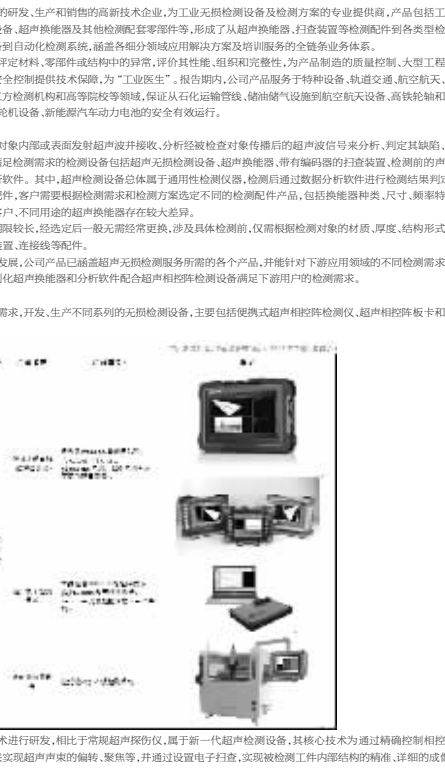 的研发、生产和销售的高新技术企业,为工业无损检测设备及检测方案的专业提供商,产品包括工
设备、超声换能器及其他检测配套零部件等,形成了从超声换能器、扫查装置等检测配件到各类型检
备到自动化检测系统,涵盖各细分领域应用解决方案及培训服务的全链条业务体系。
评定材料、零部件或结构中的异常,评价其性能、组织和完整性,为产品制造的质量控制、大型工程
安全控制提供技术保障,为“工业医生”。报告期内,公司产品服务于特种设备、轨道交通、航空航天、
三方检测机构和高等院校等领域,保证从石化运输管线、储油储气设施到航空航天设备、高铁轮轴和
轮机设备、新能源汽车动力电池的安全有效运行。
对象内部或表面发射超声波并接收、分析经被检查对象传播后的超声波信号来分析、判定其缺陷、
满足检测需求的检测设备包括超声无损检测设备、超声换能器、带有编码器的扫查装置、检测前的声
析软件。其中,超声检测设备总体属于通用性检测仪器,检测后通过数据分析软件进行检测结果判定
配件,客户需要根据检测需求和检测方案选定不同的检测配件产品,包括换能器种类、尺寸、频率特
客户、不同用途的超声换能器存在较大差异。
期限较长,经选定后一般无需经常更换,涉及具体检测前,仅需根据检测对象的材质、厚度、结构形式
装置、连接线等配件。
发展,公司产品已涵盖超声无损检测服务所需的各个产品,并能针对下游应用领域的不同检测需求
制化超声换能器和分析软件配合超声相控阵检测设备满足下游用户的检测需求。
需求,开发、生产不同系列的无损检测设备,主要包括便携式超声相控阵检测仪、超声相控阵板卡和
术进行研发,相比于常规超声探伤仪,属于新一代超声检测设备,其核心技术为通过精确控制相控
来实现超声声束的偏转、聚焦等,并通过设置电子扫查,实现被检测工件内部结构的精准、详细的成像